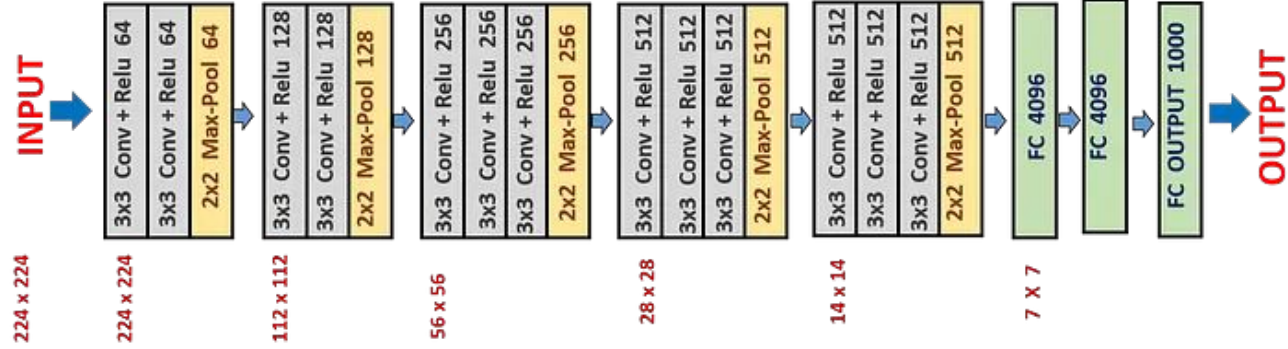 INPUT
224 x 224
3x3 Conv + Relu 64
3x3 Conv + Relu 64
2x2 Max-Pool 64
224 x 224
3x3 Conv + Relu 128
3x3 Conv + Relu 128
2x2 Max-Pool 128
112 x 112
3x3 Conv + Relu 256
3x3 Conv + Relu 256
3x3 Conv + Relu 256
2x2 Max-Pool 256
56 x 56
3x3 Conv + Relu 512
3x3 Conv + Relu 512
3x3 Conv + Relu 512
2x2 Max-Pool 512
28 x 28
3x3 Conv + Relu 512
3x3 Conv + Relu 512
3x3 Conv + Relu 512
2x2 Max-Pool 512
14 x 14
FC 4096
7 X 7
FC 4096
FC OUTPUT 1000
OUTPUT